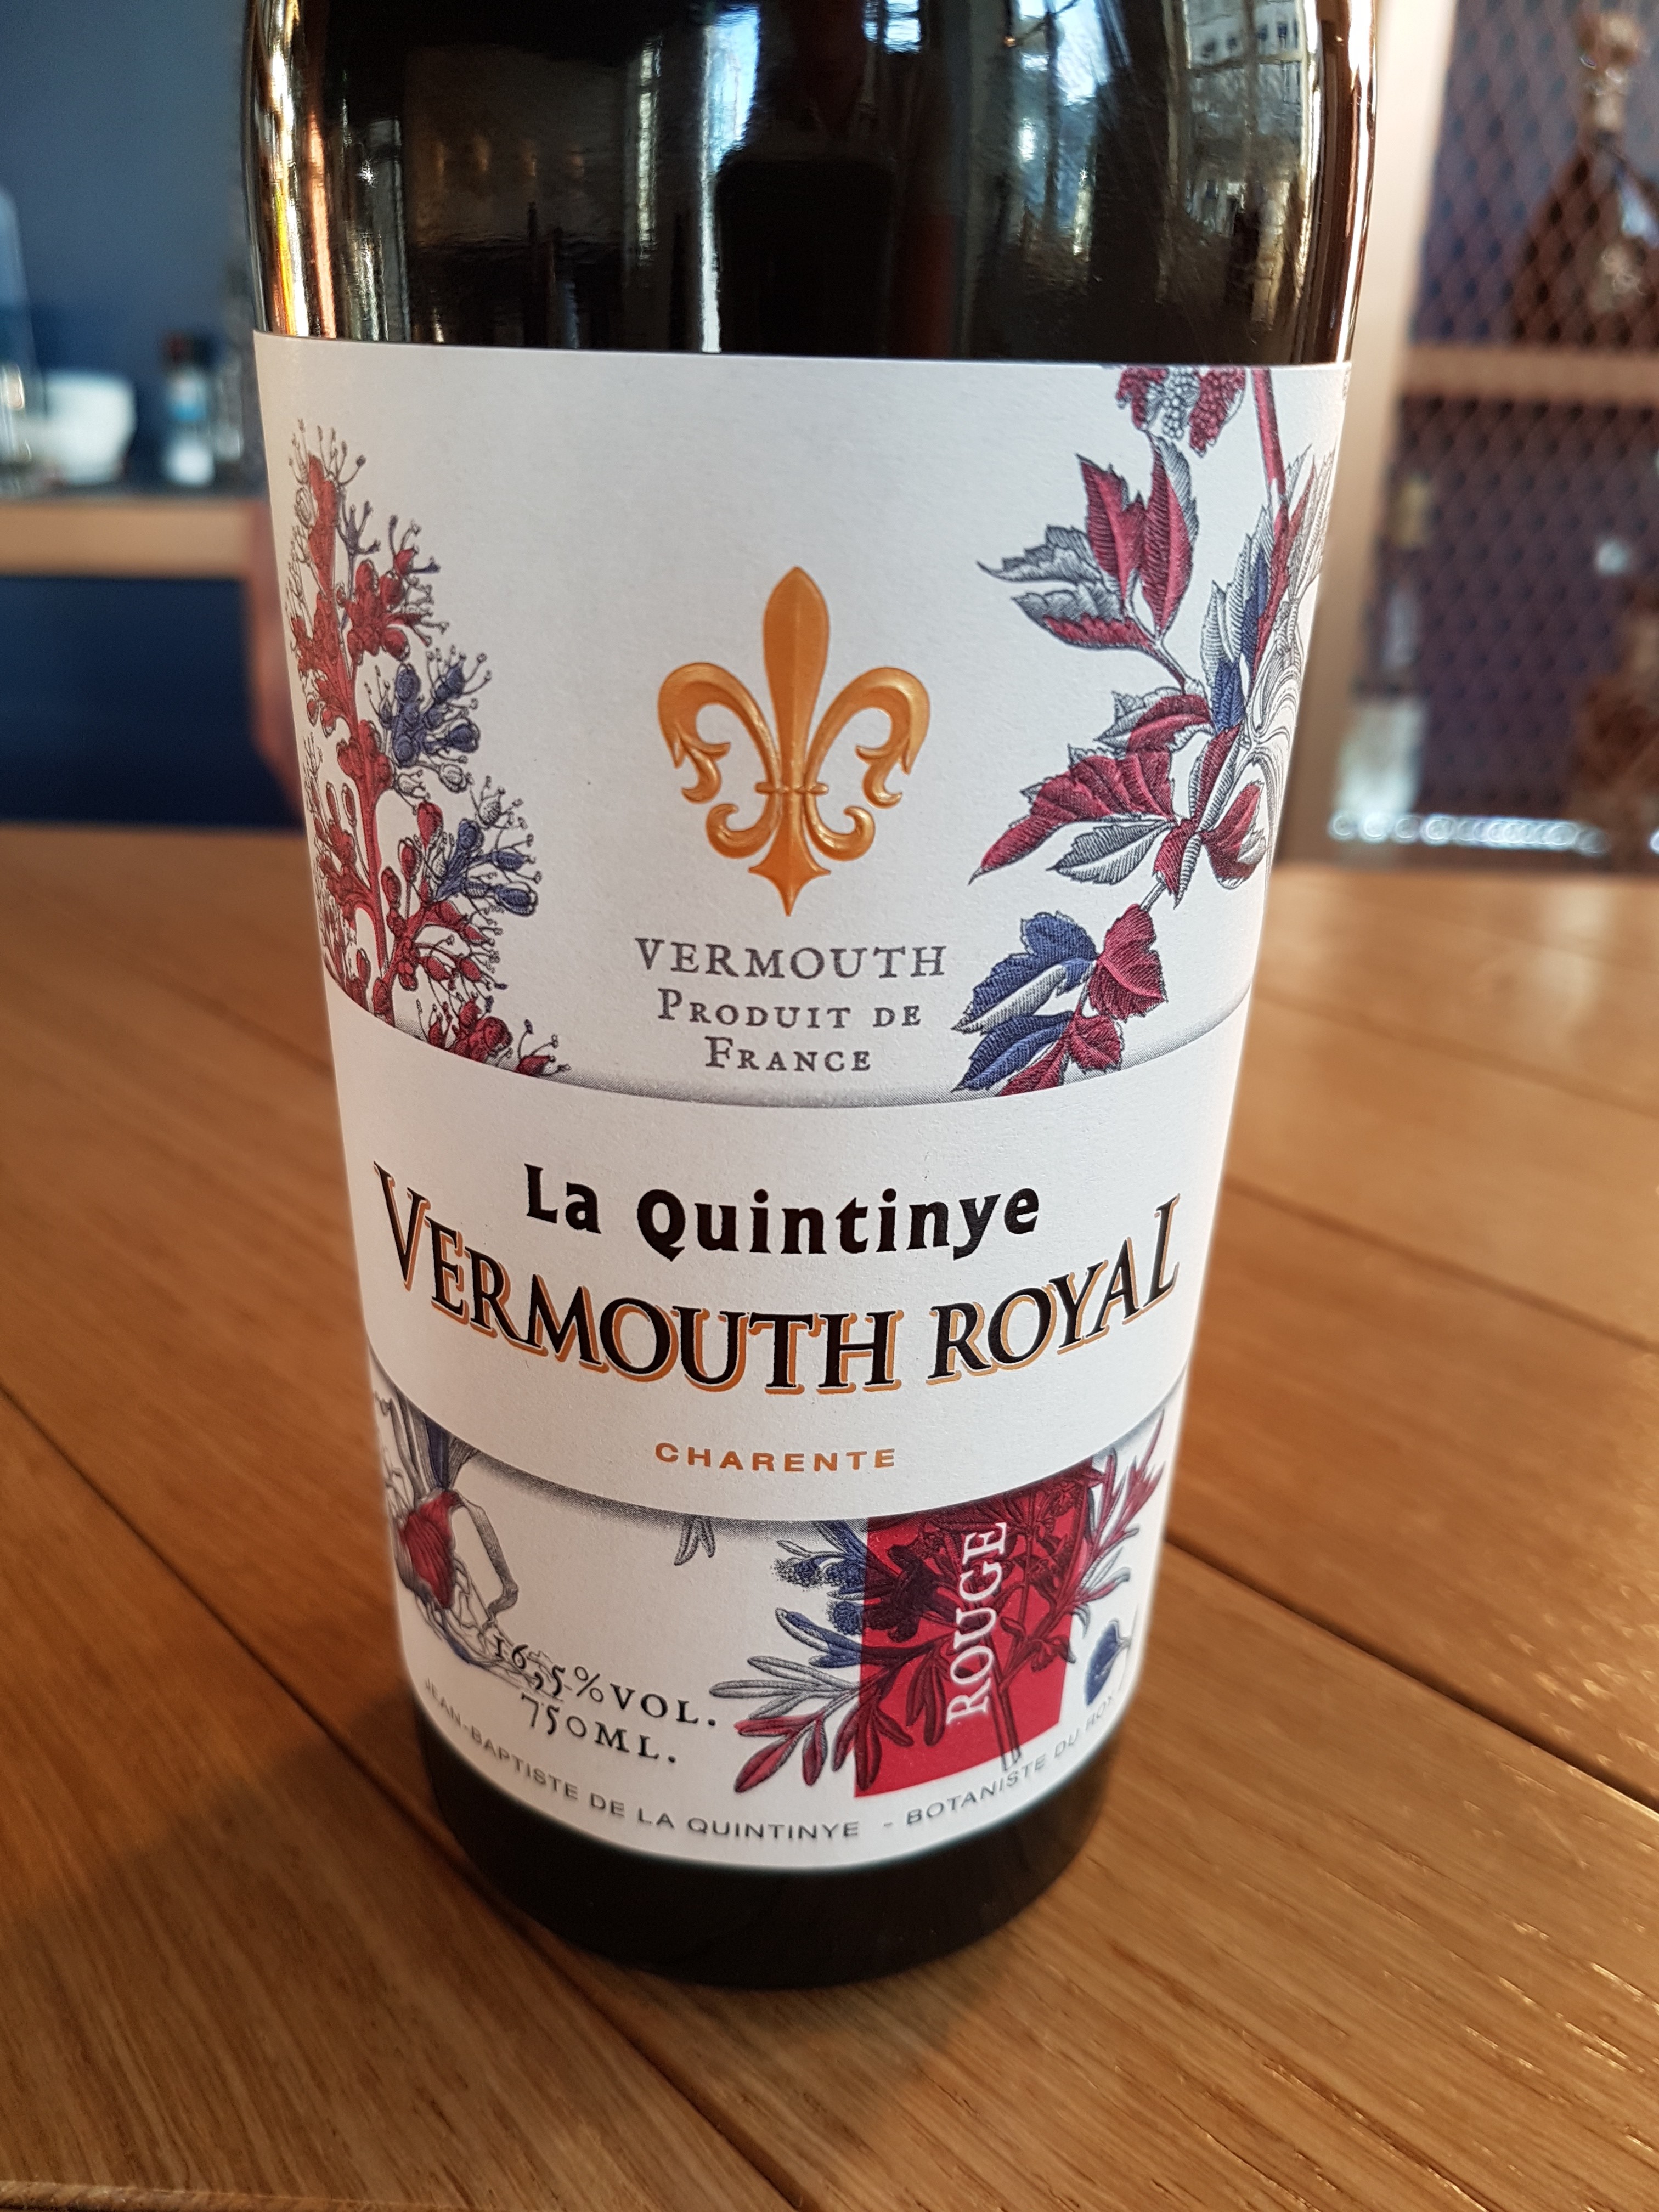 VERMOUTH
PRODUIT DE
FRANCE
La Quintinye
VERMOUTH ROYAL
CHARENTE
ROUGE
16,5%VOL.
750ML.
JEAN-BAPTISTE DE LA QUINTINYE - BOTANISTE DU ROY